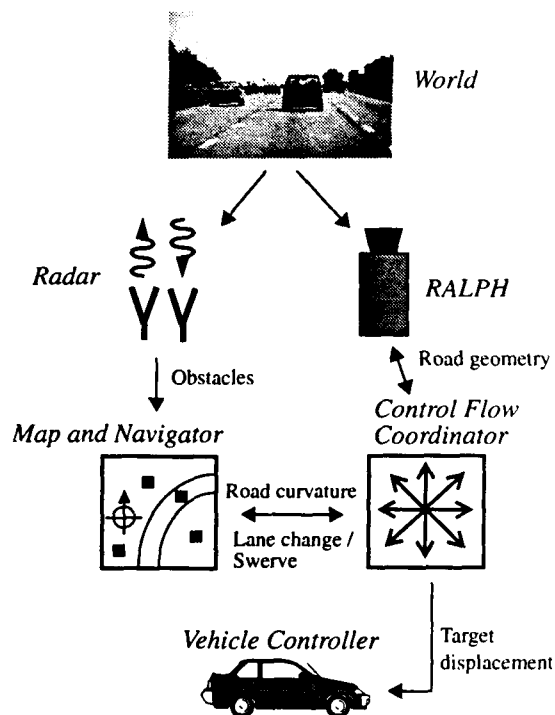 World
Radar
RALPH
Road geometry
Obstacles
Control Flow
Coordinator
Map and Navigator
Road curvature
Lane change /
Swerve
Vehicle Controller
Target
displacement